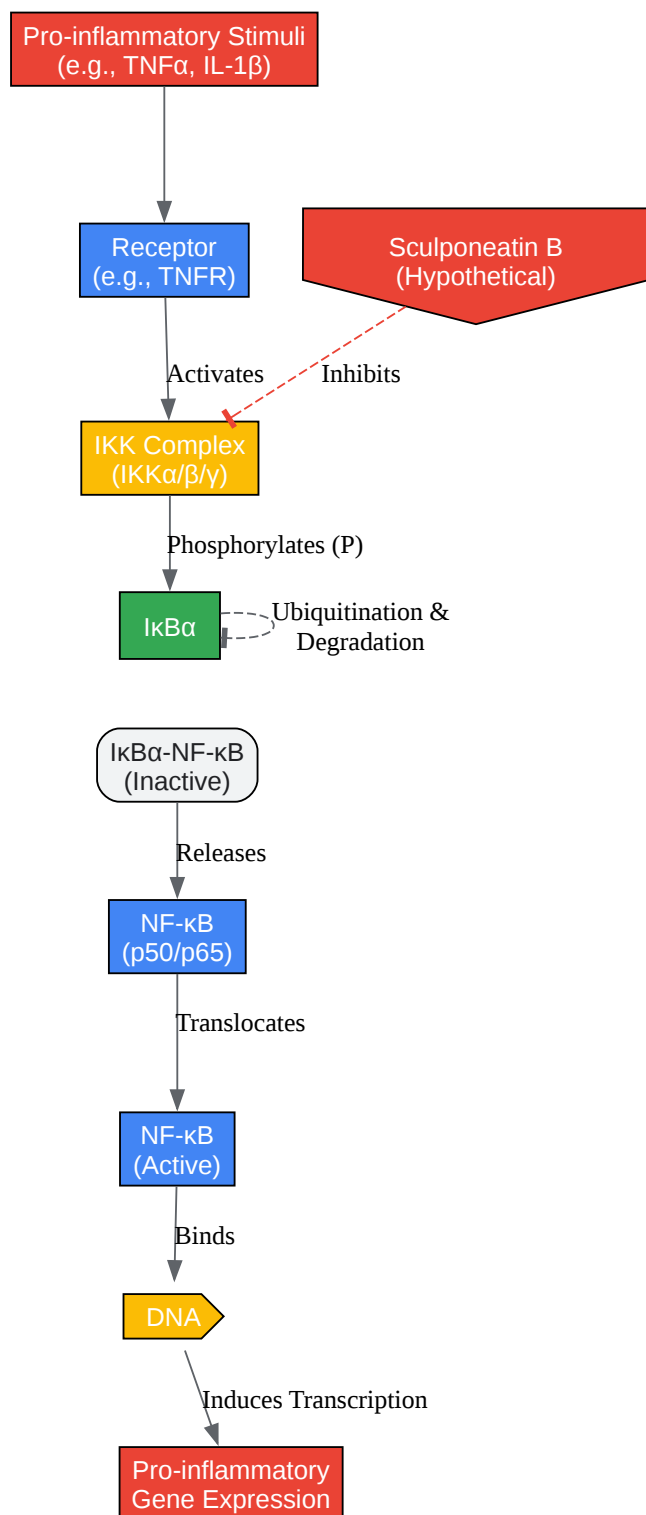 Pro-inflammatory Stimuli
(e.g., TNFα, IL-1β)
Receptor
(e.g., TNFR)
Sculponeatin B
(Hypothetical)
Activates
Inhibits
IKK Complex
(IKKα/β/γ)
Phosphorylates (P)
IκBα
Ubiquitination &
Degradation
IκBα-NF-κB
(Inactive)
Releases
NF-κB
(p50/p65)
Translocates
NF-κB
(Active)
Binds
DNA
Induces Transcription
Pro-inflammatory
Gene Expression